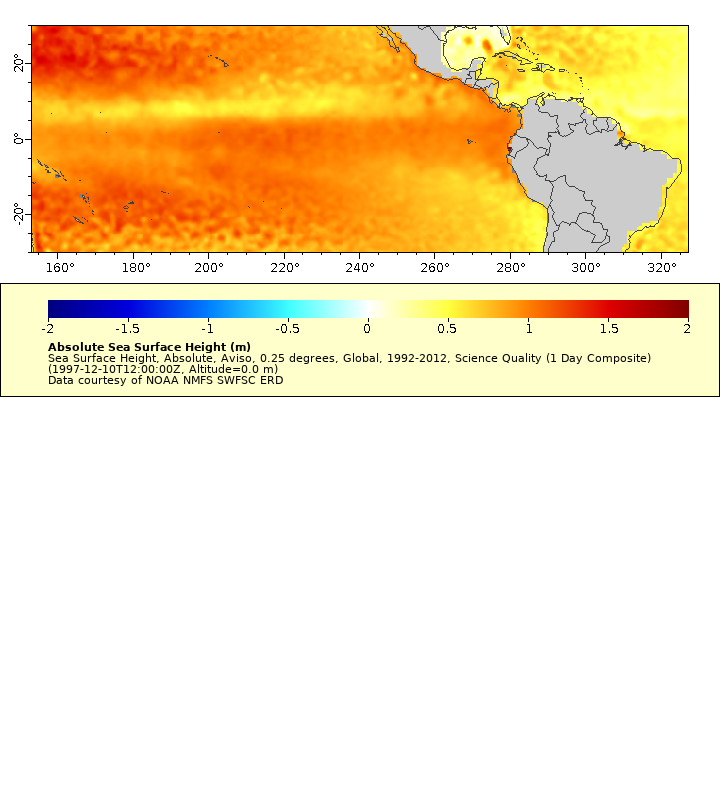 20°
0°
-20°
160° 180° 200° 220° 240° 260° 280° 300° 320°
-2 -1.5 -1 -0.5 0 0.5 1 1.5 2
Absolute Sea Surface Height (m)
Sea Surface Height, Absolute, Aviso, 0.25 degrees, Global, 1992-2012, Science Quality (1 Day Composite)
(1997-12-10T12:00:00Z, Altitude=0.0 m)
Data courtesy of NOAA NMFS SWFSC ERD